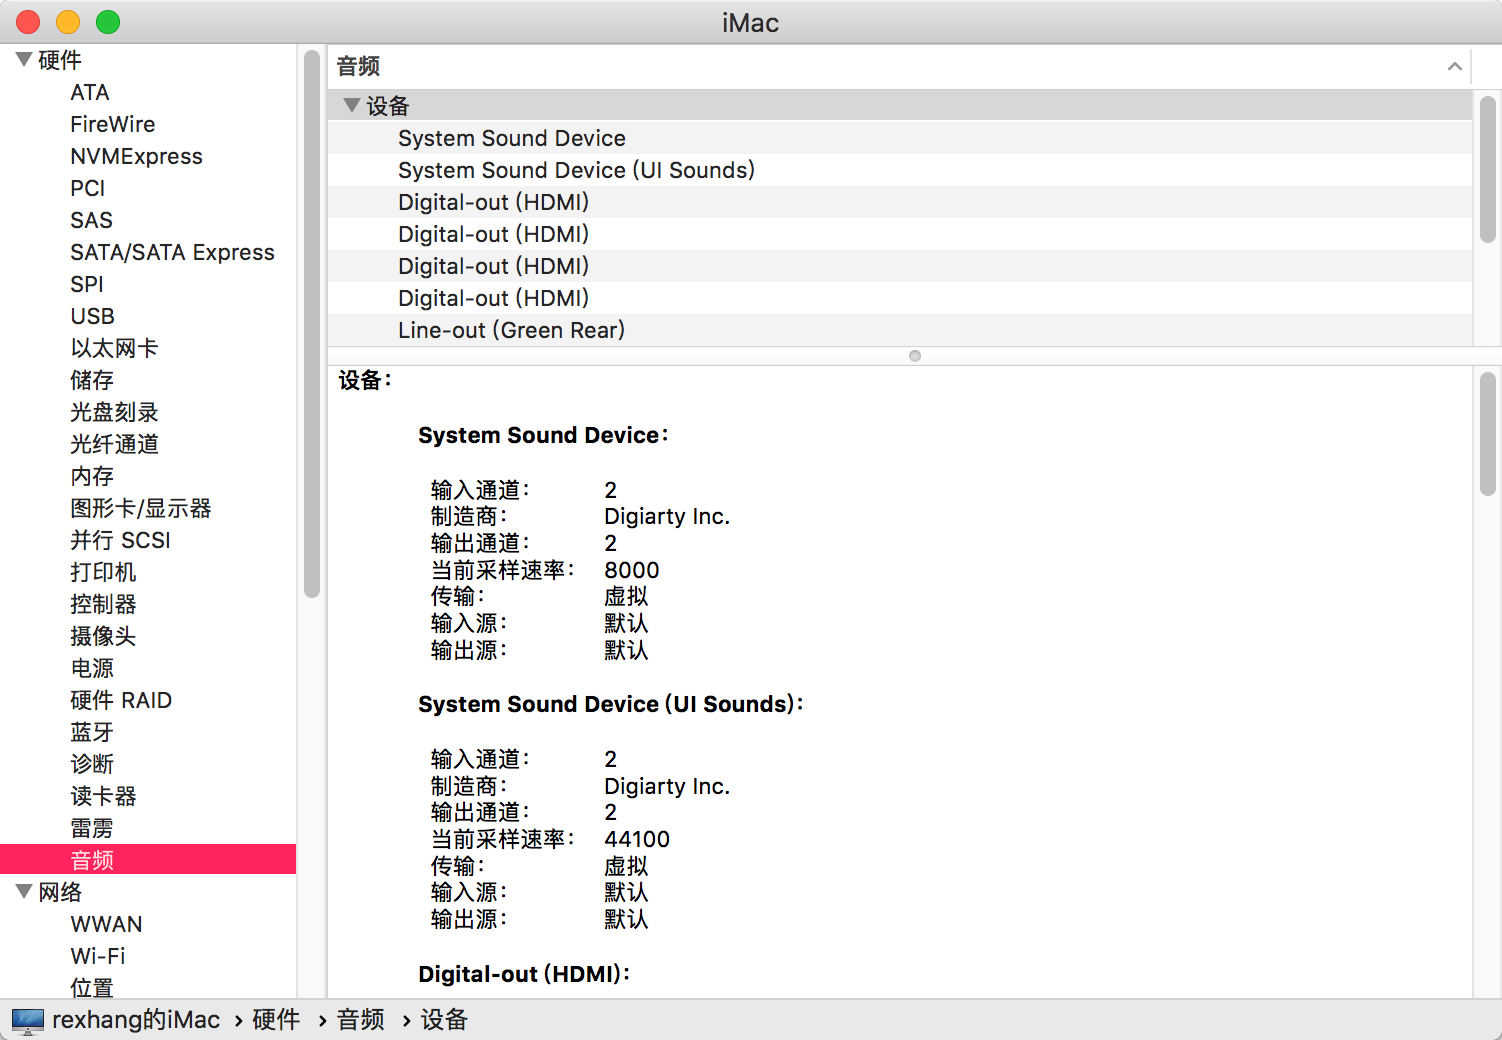 iMac
硬件
ATA
FireWire
NVMExpress
PCI
SAS
SATA/SATA Express
SPI
USB
以太网卡
储存
光盘刻录
光纤通道
内存
图形卡/显示器
并行 SCSI
打印机
控制器
摄像头
电源
硬件 RAID
蓝牙
诊断
读卡器
雷雳
音频
网络
WWAN
Wi-Fi
位置
音频
设备
System Sound Device
System Sound Device (UI Sounds)
Digital-out (HDMI)
Digital-out (HDMI)
Digital-out (HDMI)
Digital-out (HDMI)
Line-out (Green Rear)
设备：
System Sound Device：
输入通道： 2
制造商： Digiarty Inc.
输出通道： 2
当前采样速率： 8000
传输： 虚拟
输入源： 默认
输出源： 默认
System Sound Device (UI Sounds)：
输入通道： 2
制造商： Digiarty Inc.
输出通道： 2
当前采样速率： 44100
传输： 虚拟
输入源： 默认
输出源： 默认
Digital-out (HDMI)：
rexhang的iMac › 硬件 › 音频 › 设备